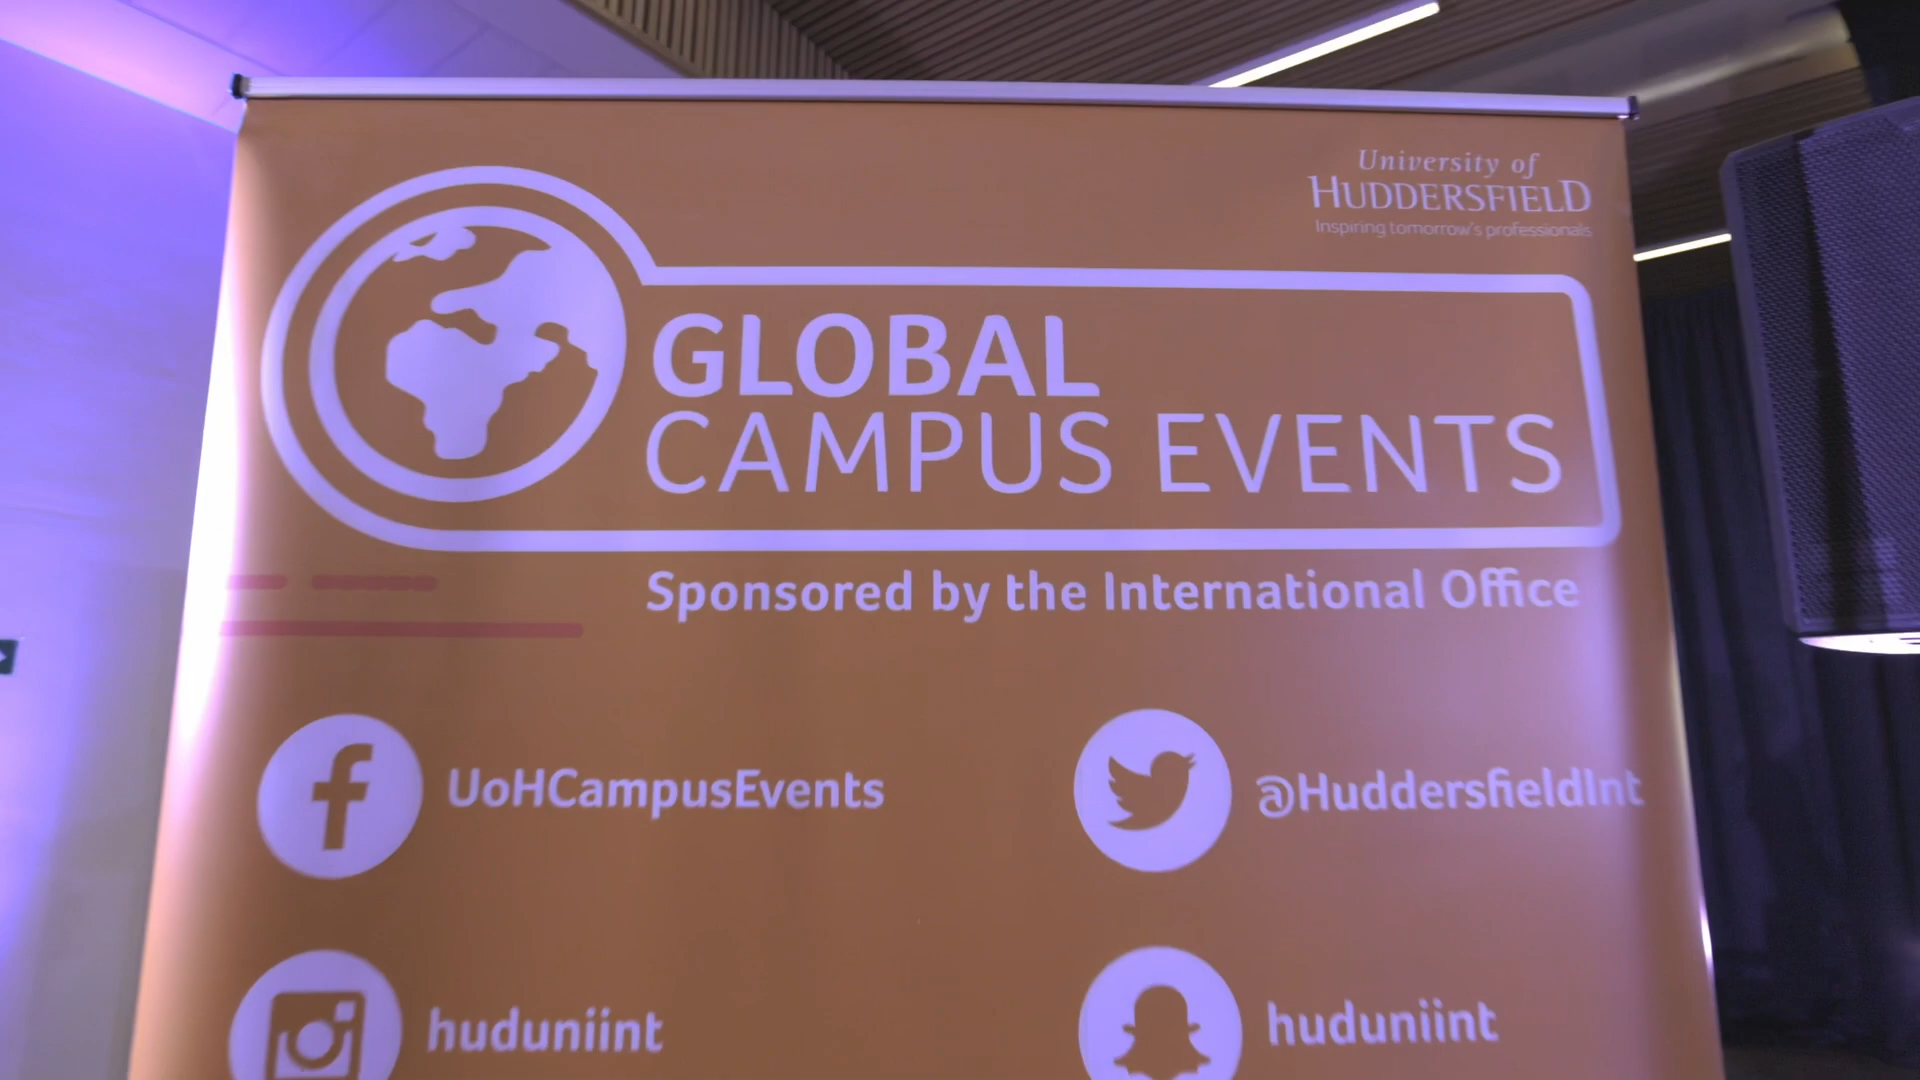 University of
HUDDERSFIELD
Inspiring tomorrow's professionals
GLOBAL
CAMPUS EVENTS
Sponsored by the International Office
UoHCampusEvents
@HuddersfieldInt
huduniint
huduniint